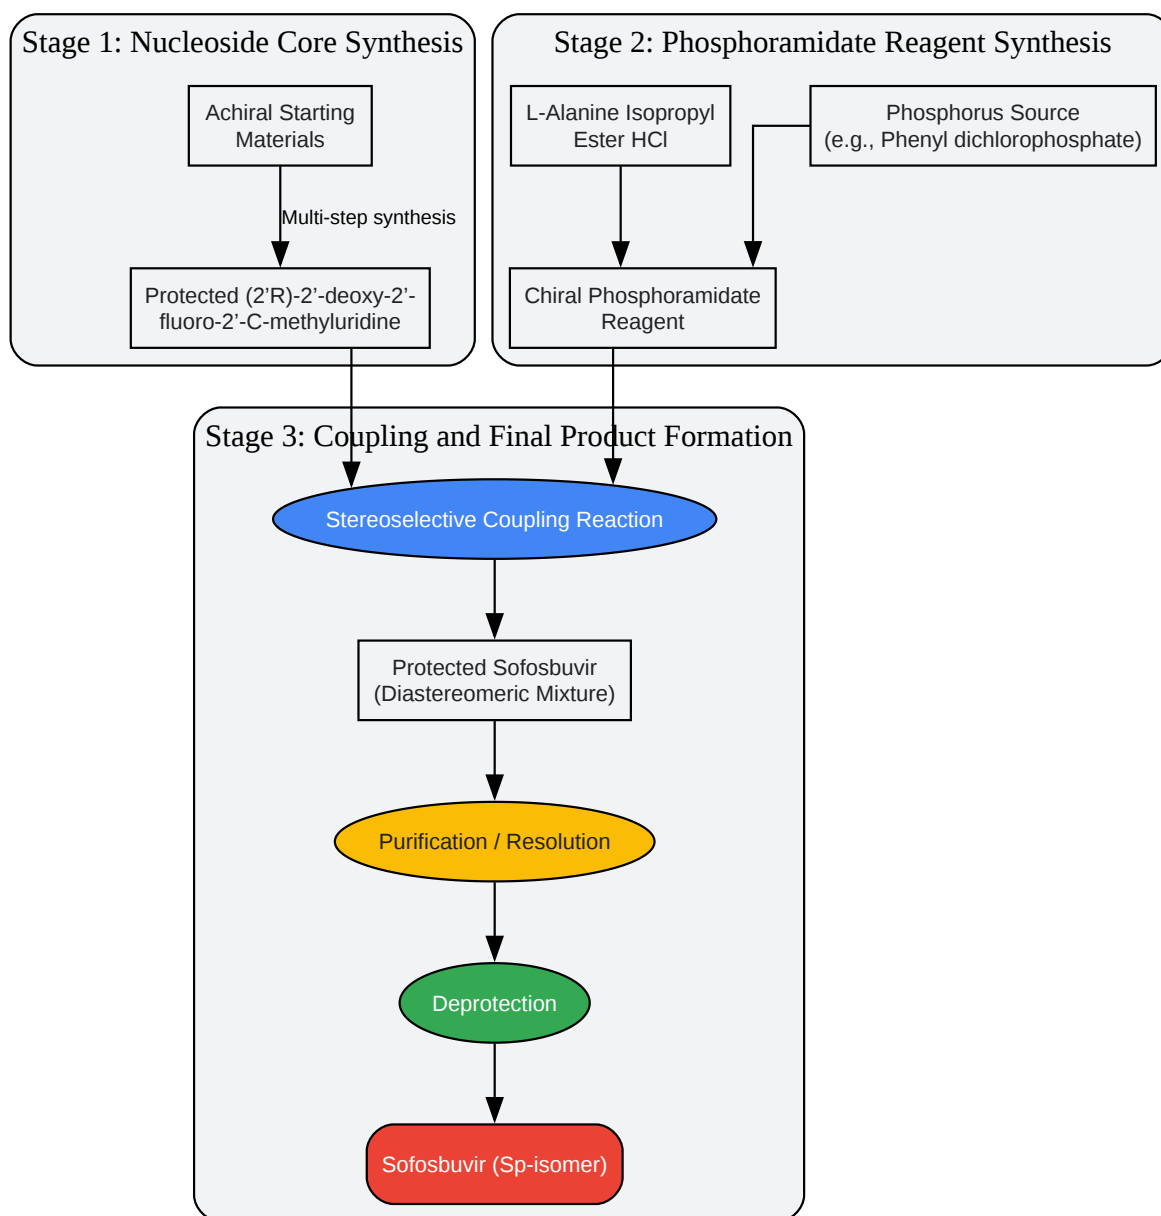 Stage 1: Nucleoside Core Synthesis
Achiral Starting
Materials
Multi-step synthesis
Protected (2’R)-2’-deoxy-2’-
fluoro-2’-C-methyluridine
Stage 2: Phosphoramidate Reagent Synthesis
L-Alanine Isopropyl
Ester HCl
Phosphorus Source
(e.g., Phenyl dichlorophosphate)
Chiral Phosphoramidate
Reagent
Stage 3: Coupling and Final Product Formation
Stereoselective Coupling Reaction
Protected Sofosbuvir
(Diastereomeric Mixture)
Purification / Resolution
Deprotection
Sofosbuvir (Sp-isomer)